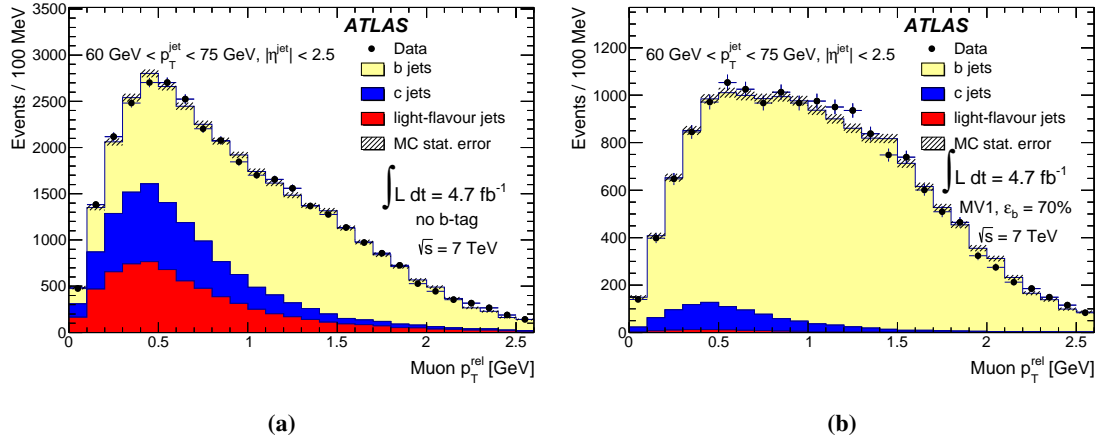 Events / 100 MeV
3500
3000
2500
2000
1500
1000
500
0
ATLAS
60 GeV < p_T^jet < 75 GeV, |η^jet| < 2.5
Data
b jets
c jets
light-flavour jets
MC stat. error
∫ L dt = 4.7 fb⁻¹
no b-tag
√s = 7 TeV
0 0.5 1 1.5 2 2.5
Muon p_T^rel [GeV]
(a)
Events / 100 MeV
1200
1000
800
600
400
200
0
ATLAS
60 GeV < p_T^jet < 75 GeV, |η^jet| < 2.5
Data
b jets
c jets
light-flavour jets
MC stat. error
∫ L dt = 4.7 fb⁻¹
MV1, ε_b = 70%
√s = 7 TeV
0 0.5 1 1.5 2 2.5
Muon p_T^rel [GeV]
(b)